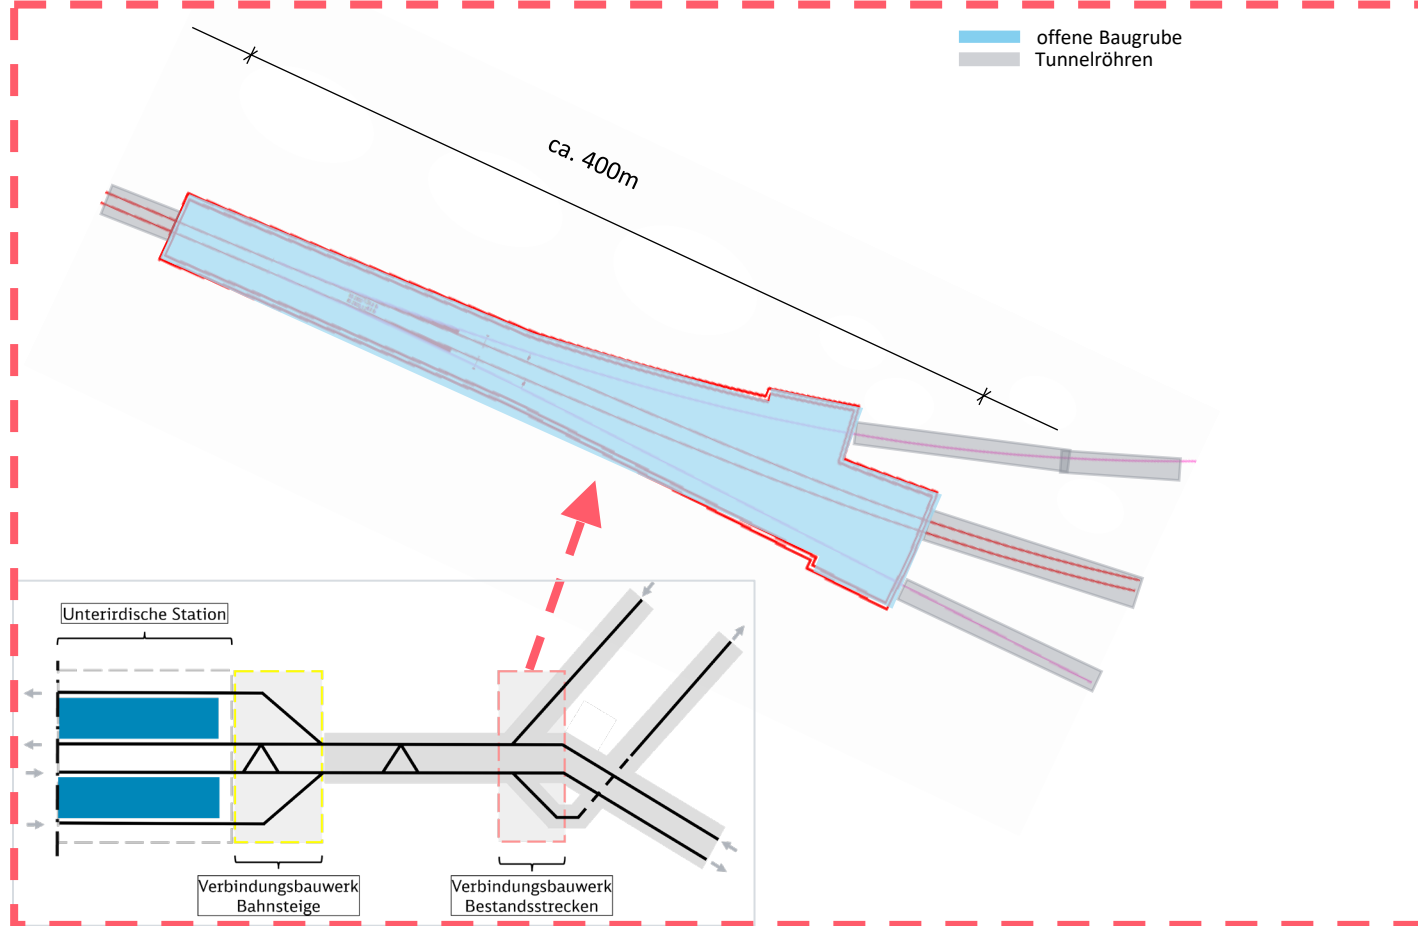 offene Baugrube
Tunnelröhren
ca. 400m
Unterirdische Station
Verbindungsbauwerk
Bahnsteige
Verbindungsbauwerk
Bestandsstrecken